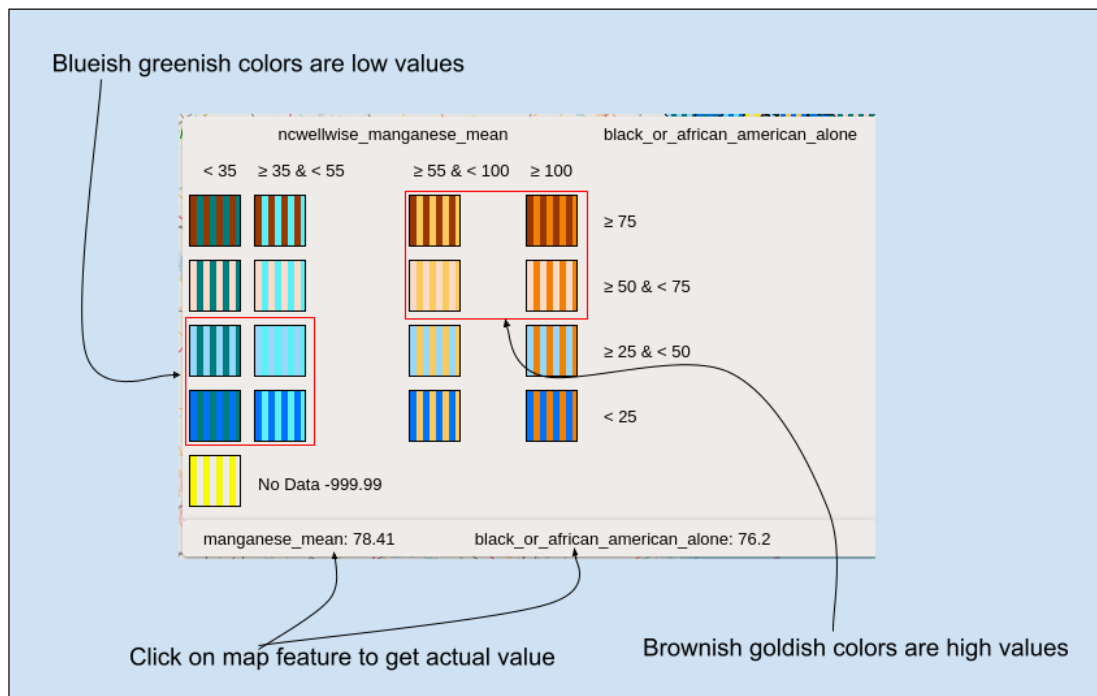 Blueish greenish colors are low values
ncwellwise_manganese_mean black_or_african_american_alone
< 35 ≥ 35 & < 55 ≥ 55 & < 100 ≥ 100
≥ 75
≥ 50 & < 75
≥ 25 & < 50
< 25
No Data -999.99
manganese_mean: 78.41 black_or_african_american_alone: 76.2
Click on map feature to get actual value
Brownish goldish colors are high values